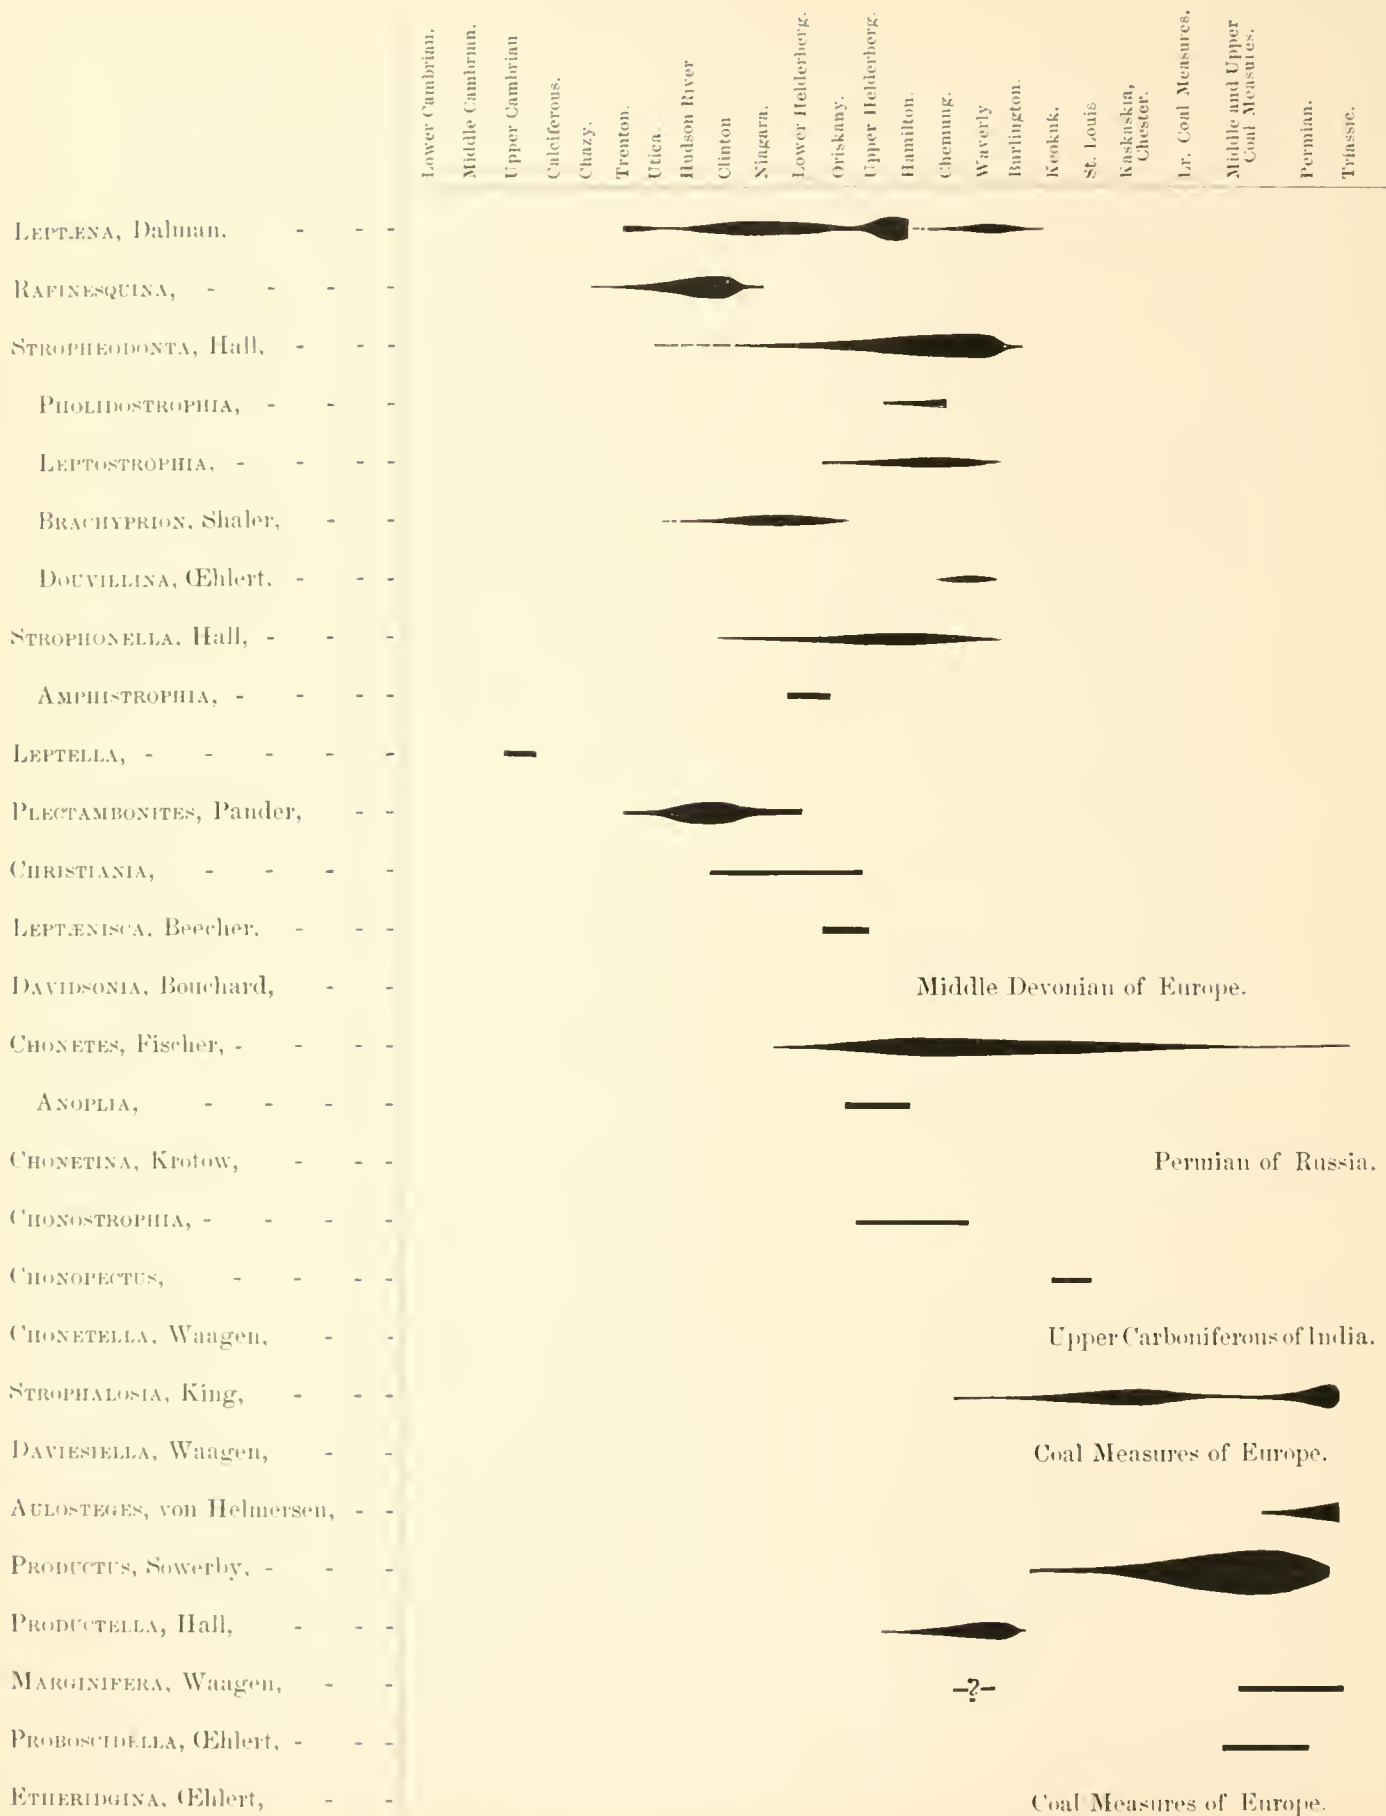 Lower Cambrian.
Middle Cambrian.
Upper Cambrian
Calciferous.
Chazy.
Trenton.
Utica.
Hudson River
Clinton
Niagara.
Lower Helderberg.
Oriskany.
Upper Helderberg.
Hamilton.
Chemung.
Waverly
Burlington.
Keokuk.
St. Louis
Kaskaskia,
Chester.
Lr. Coal Measures.
Middle and Upper
Coal Measures.
Permian.
Triassic.
LEPTÆNA, Dalman, - - -
RAFINESQUINA, - - - -
STROPHEODONTA, Hall, - - -
PHOLIDOSTROPHIA, - - -
LEPTOSTROPHIA, - - - -
BRACHYPRION, Shaler, - -
DOUVILLINA, Œhlert, - - -
STROPHONELLA, Hall, - - -
AMPHISTROPHIA, - - - -
LEPTELLA, - - - - -
PLECTAMBONITES, Pander, - -
CHRISTIANIA, - - - -
LEPTÆNISCA, Beecher, - - -
DAVIDSONIA, Bouchard, - - Middle Devonian of Europe.
CHONETES, Fischer, - - - -
ANOPLIA, - - - -
CHONETINA, Krotow, - - - Permian of Russia.
CHONOSTROPHIA, - - - -
CHONOPECTUS, - - - -
CHONETELLA, Waagen, - - Upper Carboniferous of India.
STROPHALOSIA, King, - - -
DAVIESIELLA, Waagen, - - Coal Measures of Europe.
AULOSTEGES, von Helmersen, - -
PRODUCTUS, Sowerby, - - -
PRODUCTELLA, Hall, - - -
MARGINIFERA, Waagen, - - –?–
PROBOSCIDELLA, Œhlert, - - -
ETHERIDGINA, Œhlert, - - Coal Measures of Europe.